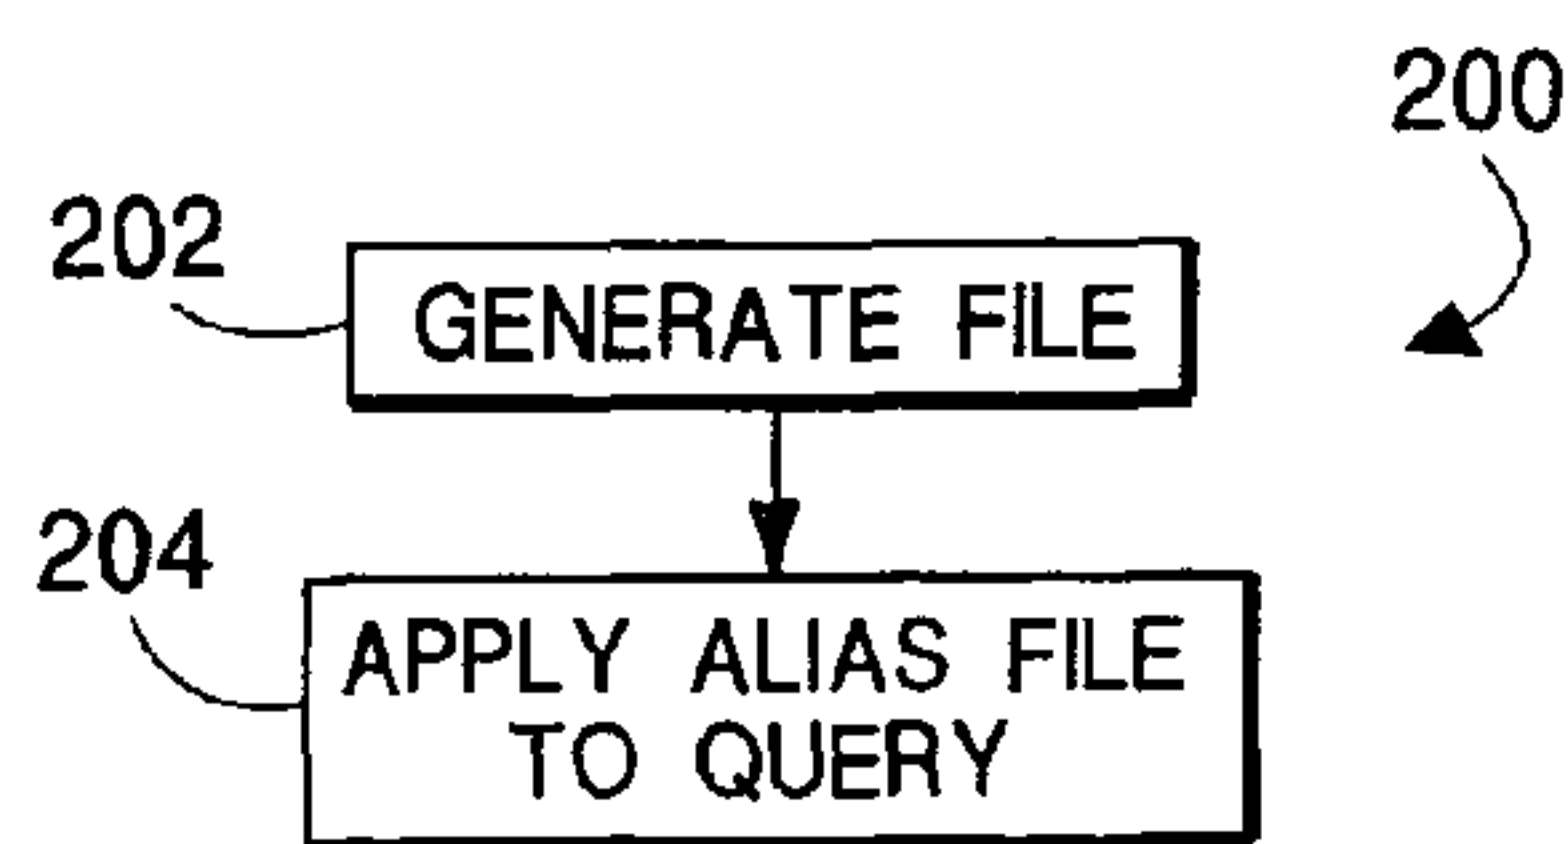 200
202
GENERATE FILE
204
APPLY ALIAS FILE
TO QUERY